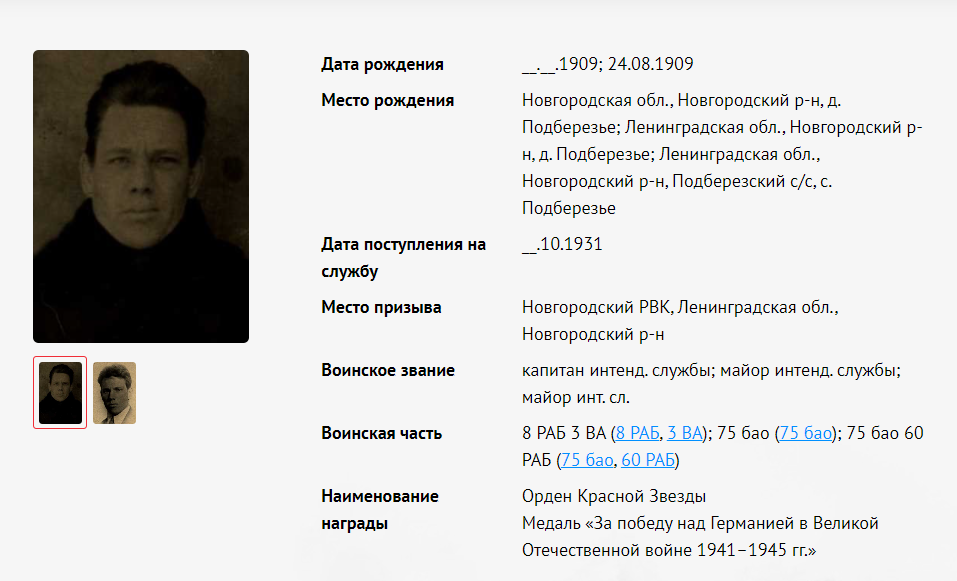 Дата рождения __.__.1909; 24.08.1909
Место рождения Новгородская обл., Новгородский р-н, д.
Подберезье; Ленинградская обл., Новгородский р-
н, д. Подберезье; Ленинградская обл.,
Новгородский р-н, Подберезский с/с, с.
Подберезье
Дата поступления на __.10.1931
службу
Место призыва Новгородский РВК, Ленинградская обл.,
Новгородский р-н
Воинское звание капитан интенд. службы; майор интенд. службы;
майор инт. сл.
Воинская часть 8 РАБ 3 ВА (8 РАБ, 3 ВА); 75 бао (75 бао); 75 бао 60
РАБ (75 бао, 60 РАБ)
Наименование Орден Красной Звезды
награды Медаль «За победу над Германией в Великой
Отечественной войне 1941–1945 гг.»